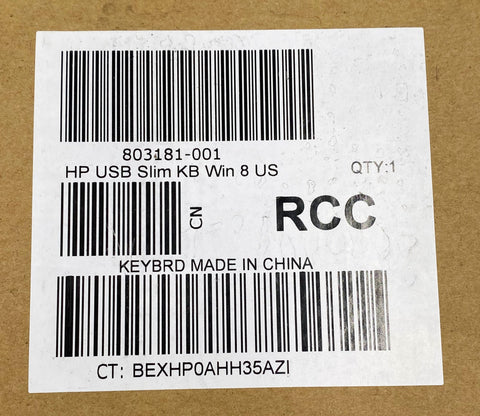 803181-001
HP USB Slim KB Win 8 US
QTY:1
CN
RCC
KEYBRD MADE IN CHINA
CT: BEXHP0AHH35AZI